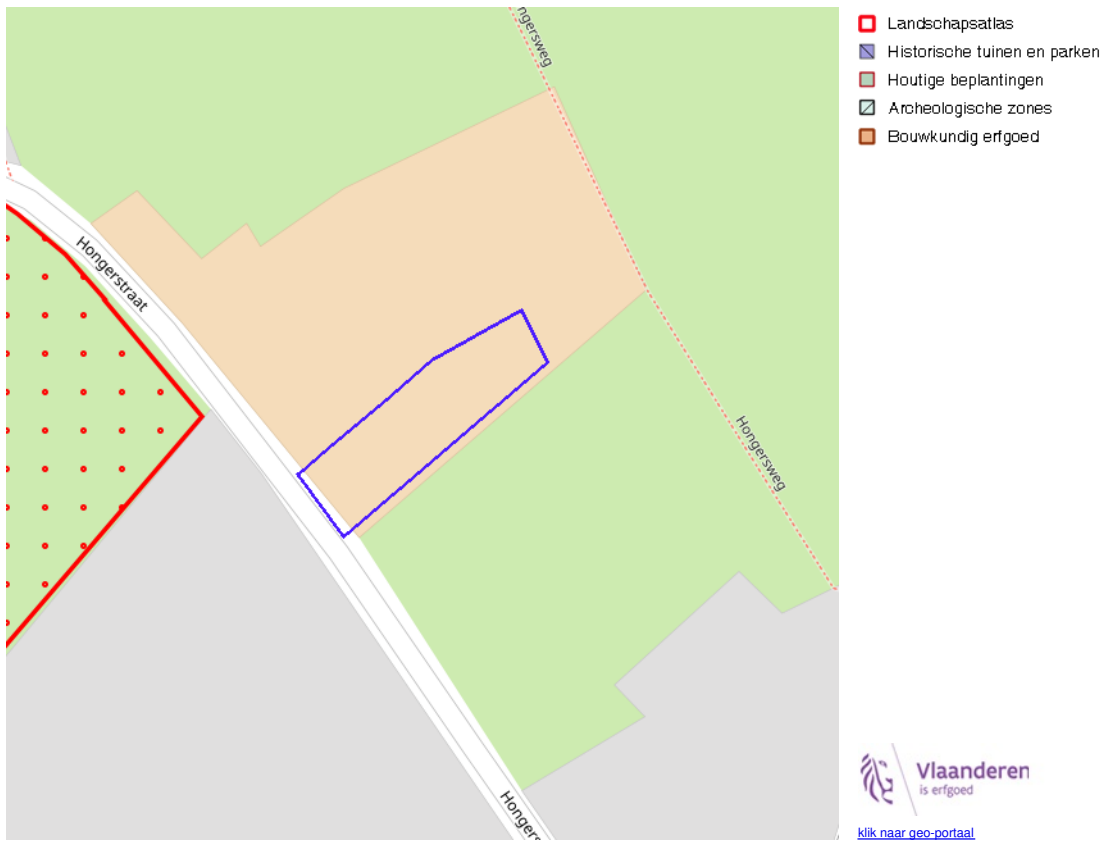 ngersweg
Landschapsatlas
Historische tuinen en parken
Houtige beplantingen
Archeologische zones
Bouwkundig erfgoed
Hongerstraat
Hongersweg
Hongers
Vlaanderen
is erfgoed
klik naar geo-portaal